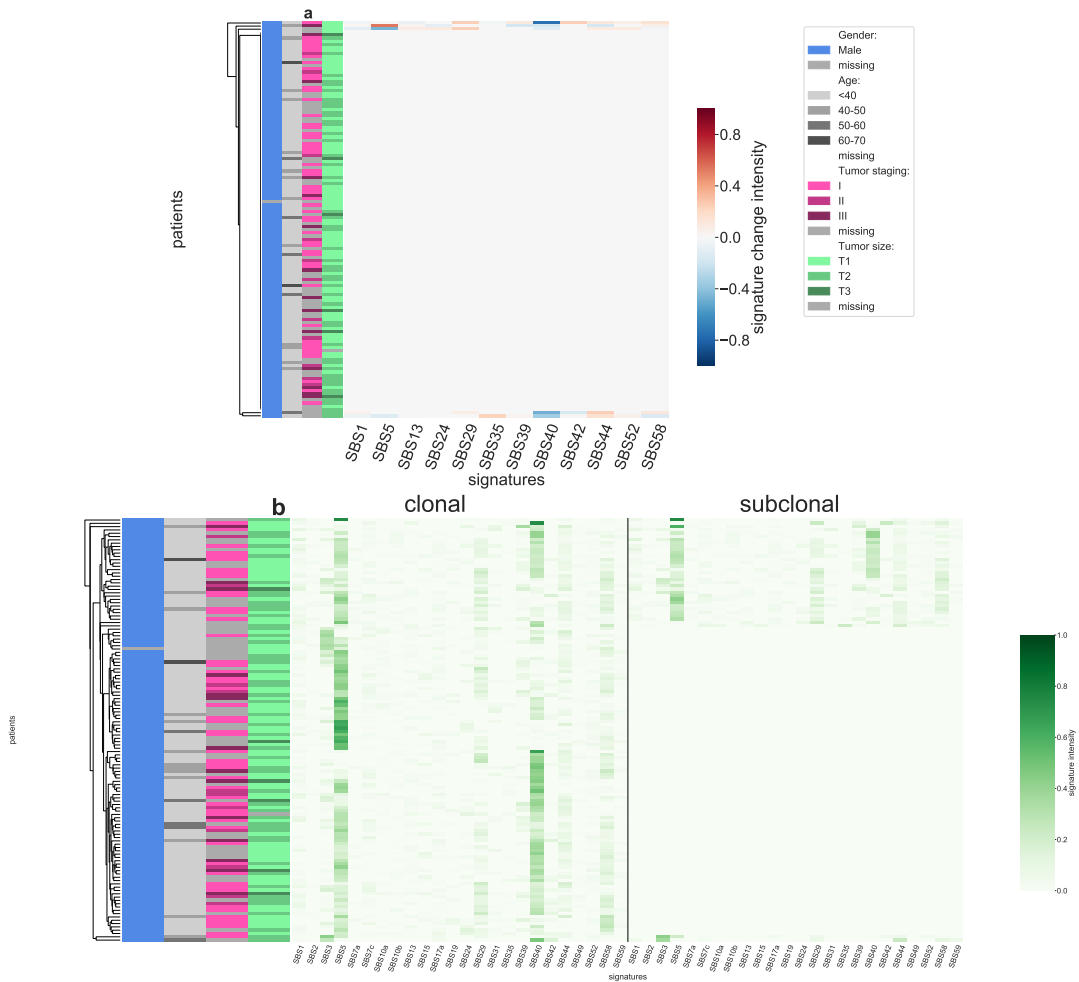 a
patients
SBS1
SBS5
SBS13
SBS24
SBS29
SBS35
SBS39
SBS40
SBS42
SBS44
SBS52
SBS58
signatures
0.8
0.4
0.0
−0.4
−0.8
signature change intensity
Gender:
Male
missing
Age:
<40
40-50
50-60
60-70
missing
Tumor staging:
I
II
III
missing
Tumor size:
T1
T2
T3
missing
b
clonal
subclonal
patients
SBS1
SBS2
SBS3
SBS5
SBS7a
SBS7c
SBS10a
SBS10b
SBS13
SBS15
SBS17a
SBS19
SBS24
SBS29
SBS31
SBS35
SBS39
SBS40
SBS42
SBS44
SBS49
SBS52
SBS58
SBS59
SBS1
SBS2
SBS3
SBS5
SBS7a
SBS7c
SBS10a
SBS10b
SBS13
SBS15
SBS17a
SBS19
SBS24
SBS29
SBS31
SBS35
SBS39
SBS40
SBS42
SBS44
SBS49
SBS52
SBS58
SBS59
signatures
1.0
0.8
0.6
0.4
0.2
0.0
signature intensity